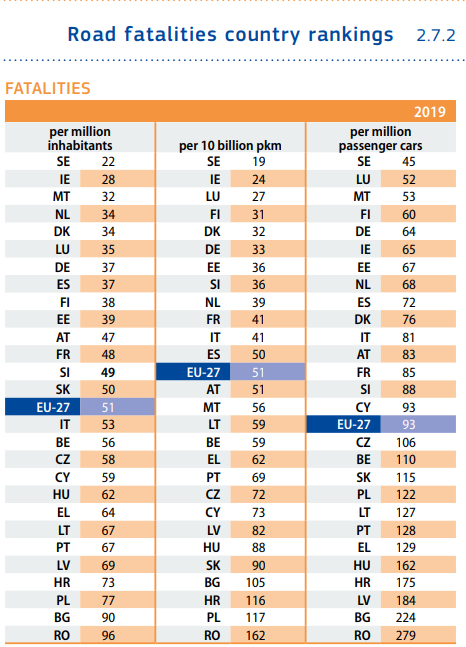 Road fatalities country rankings 2.7.2
FATALITIES
2019
per million inhabitants per 10 billion pkm per million passenger cars
SE 22 SE 19 SE 45
IE 28 IE 24 LU 52
MT 32 LU 27 MT 53
NL 34 FI 31 FI 60
DK 34 DK 32 DE 64
LU 35 DE 33 IE 65
DE 37 EE 36 EE 67
ES 37 SI 36 NL 68
FI 38 NL 39 ES 72
EE 39 FR 41 DK 76
AT 47 IT 41 IT 81
FR 48 ES 50 AT 83
SI 49 EU-27 51 FR 85
SK 50 AT 51 SI 88
EU-27 51 MT 56 CY 93
IT 53 LT 59 EU-27 93
BE 56 BE 59 CZ 106
CZ 58 EL 62 BE 110
CY 59 PT 69 SK 115
HU 62 CZ 72 PL 122
EL 64 CY 73 LT 127
LT 67 LV 82 PT 128
PT 67 HU 88 EL 129
LV 69 SK 90 HU 162
HR 73 BG 105 HR 175
PL 77 HR 116 LV 184
BG 90 PL 117 BG 224
RO 96 RO 162 RO 279